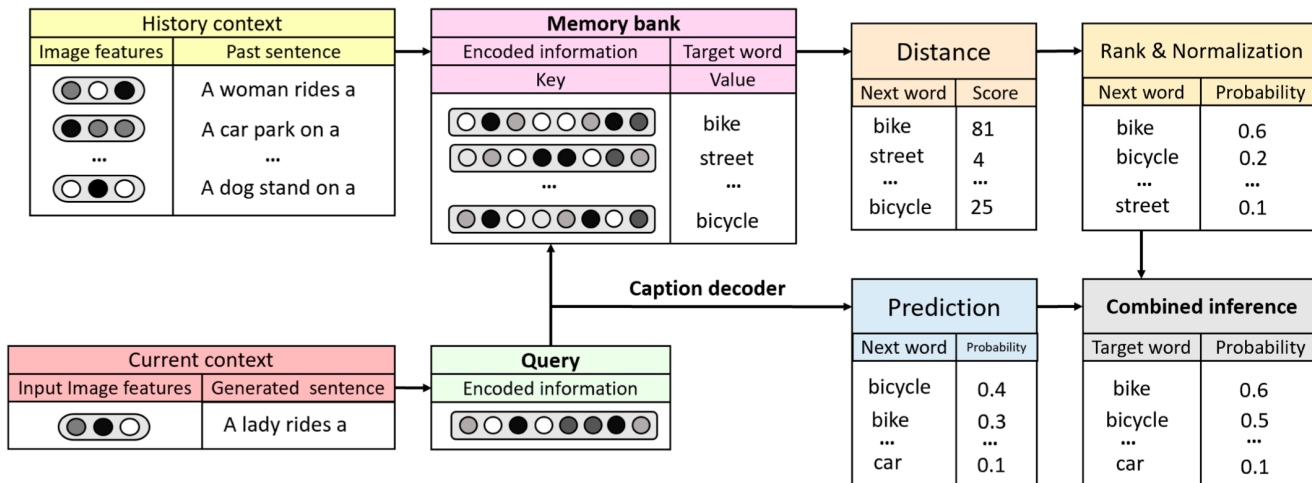 History context
Image features Past sentence
A woman rides a
A car park on a
... ...
A dog stand on a
Memory bank
Encoded information Target word
Key Value
bike
street
... ...
bicycle
Distance
Next word Score
bike 81
street 4
... ...
bicycle 25
Rank & Normalization
Next word Probability
bike 0.6
bicycle 0.2
... ...
street 0.1
Caption decoder
Current context
Input Image features Generated sentence
A lady rides a
Query
Encoded information
Prediction
Next word Probability
bicycle 0.4
bike 0.3
... ...
car 0.1
Combined inference
Target word Probability
bike 0.6
bicycle 0.5
... ...
car 0.1